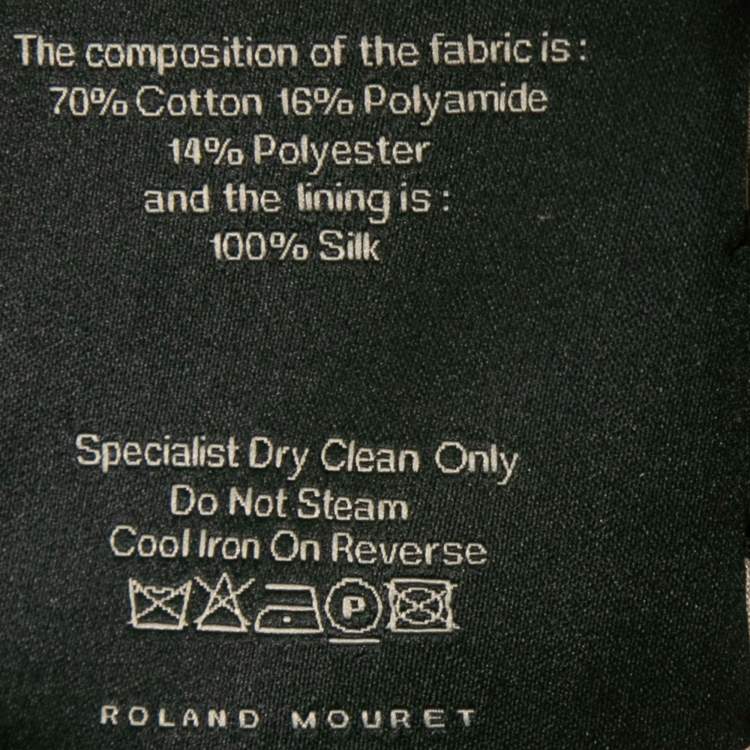 The composition of the fabric is :
70% Cotton 16% Polyamide
14% Polyester
and the lining is :
100% Silk
Specialist Dry Clean Only
Do Not Steam
Cool Iron On Reverse
P
ROLAND MOURET